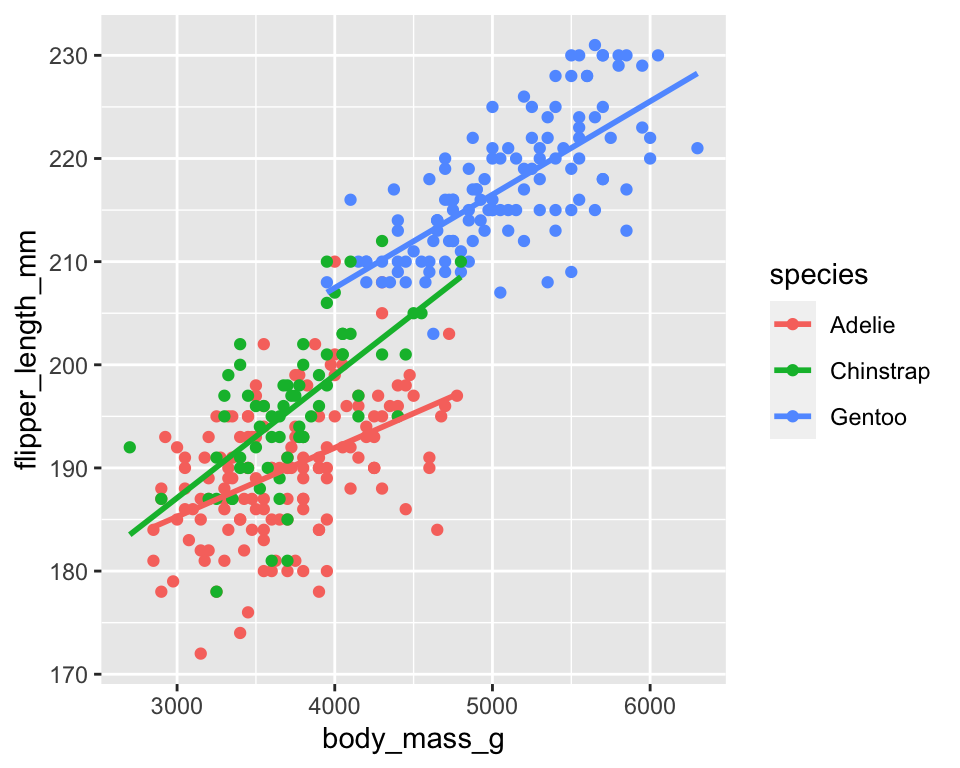 230
220
210
200
190
180
170
flipper_length_mm
3000 4000 5000 6000
body_mass_g
species
Adelie
Chinstrap
Gentoo